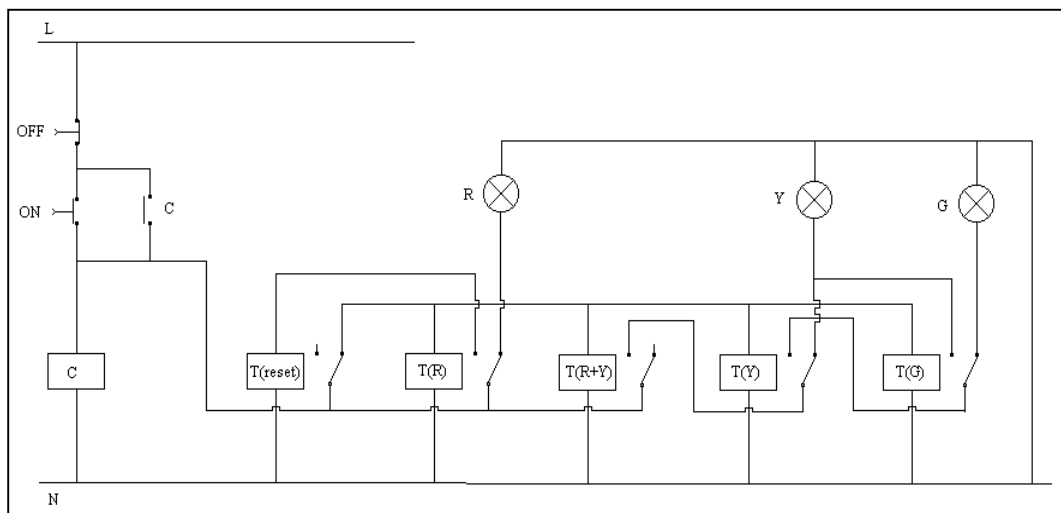 L
OFF
ON
C
R
Y
G
C
T(reset)
T(R)
T(R+Y)
T(Y)
T(G)
N